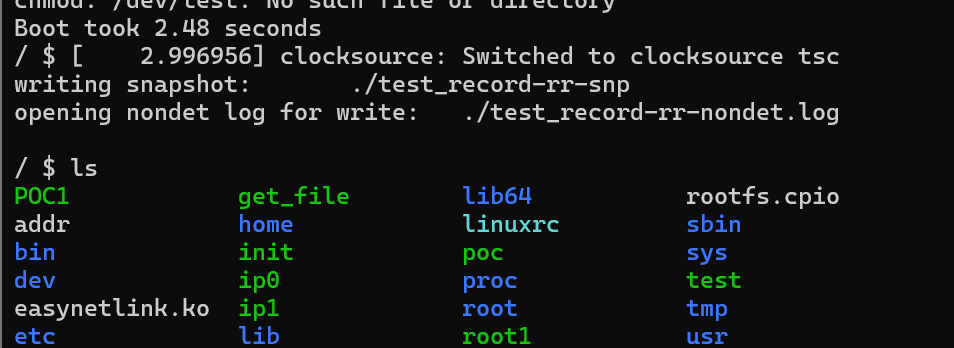 chmod: /dev/test: No such file or directory
Boot took 2.48 seconds
/ $ [    2.996956] clocksource: Switched to clocksource tsc
writing snapshot:       ./test_record-rr-snp
opening nondet log for write:   ./test_record-rr-nondet.log
/ $ ls
POC1            get_file        lib64           rootfs.cpio
addr            home            linuxrc         sbin
bin             init            poc             sys
dev             ip0             proc            test
easynetlink.ko  ip1             root            tmp
etc             lib             root1           usr